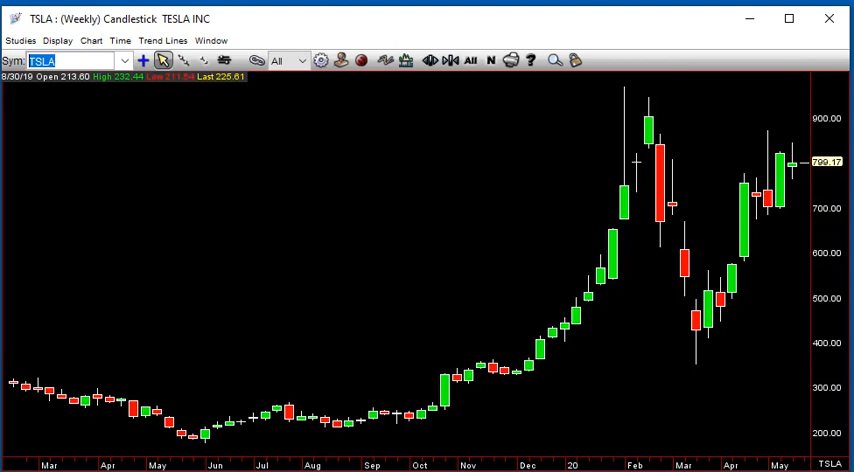 TSLA : (Weekly) Candlestick TESLA INC
Studies Display Chart Time Trend Lines Window
Sym: TSLA All All N ?
8/30/19 Open 213.60 High 232.44 Low 211.54 Last 225.61
900.00
799.17
700.00
600.00
500.00
400.00
300.00
200.00
Mar Apr May Jun Jul Aug Sep Oct Nov Dec 20 Feb Mar Apr May TSLA